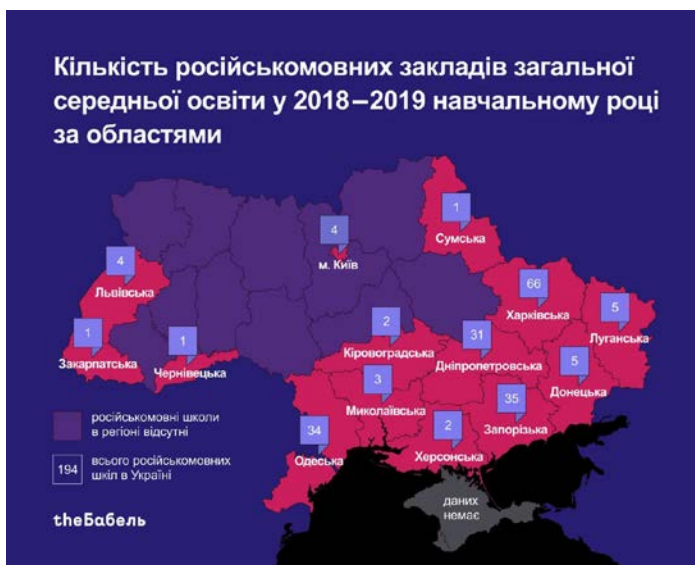 Кількість російськомовних закладів загальної
середньої освіти у 2018–2019 навчальному році
за областями
1
Сумська
4
м. Київ
4
Львівська
66
Харківська
5
Луганська
1
Закарпатська
1
Чернівецька
2
Кіровоградська
31
Дніпропетровська
5
Донецька
3
Миколаївська
35
Запорізька
34
Одеська
2
Херсонська
російськомовні школи
в регіоні відсутні
194
всього російськомовних
шкіл в Україні
даних
немає
theБабель